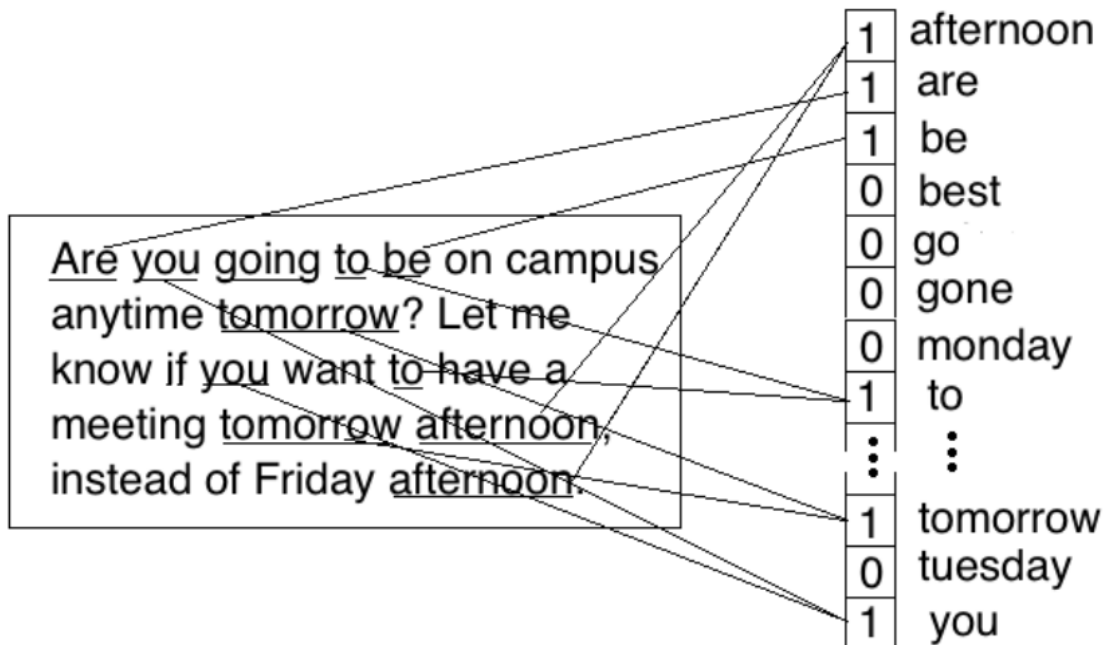 1 afternoon
1 are
1 be
0 best
0 go
0 gone
0 monday
1 to
Are you going to be on campus
anytime tomorrow? Let me
know if you want to have a
meeting tomorrow afternoon,
instead of Friday afternoon.
1 tomorrow
0 tuesday
1 you